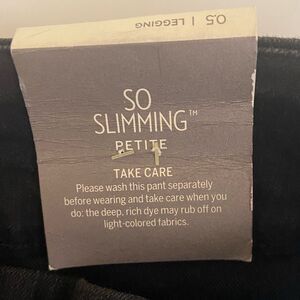 0.5 | LEGGING
SO
SLIMMING™
PETITE
TAKE CARE
Please wash this pant separately
before wearing and take care when you
do: the deep, rich dye may rub off on
light-colored fabrics.